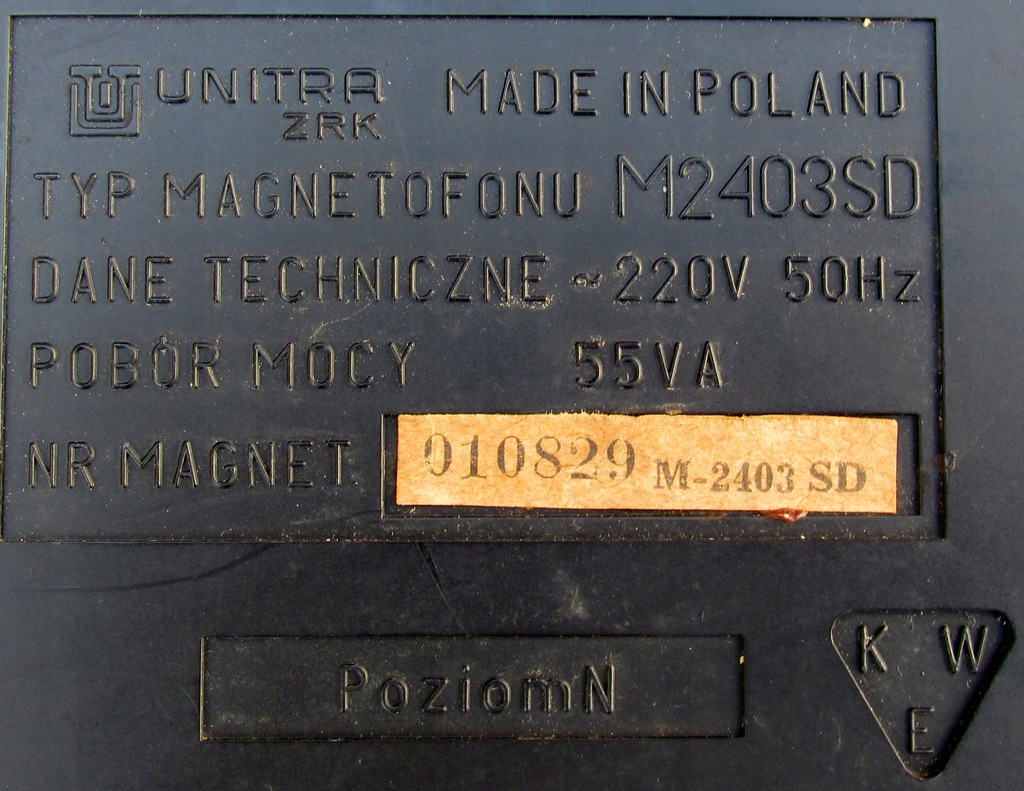 UNITRA MADE IN POLAND
ZRK
TYP MAGNETOFONU M2403SD
DANE TECHNICZNE ≈ 220V 50Hz
POBÓR MOCY 55VA
NR MAGNET. 010829 M-2403 SD
PoziomN
K W
E